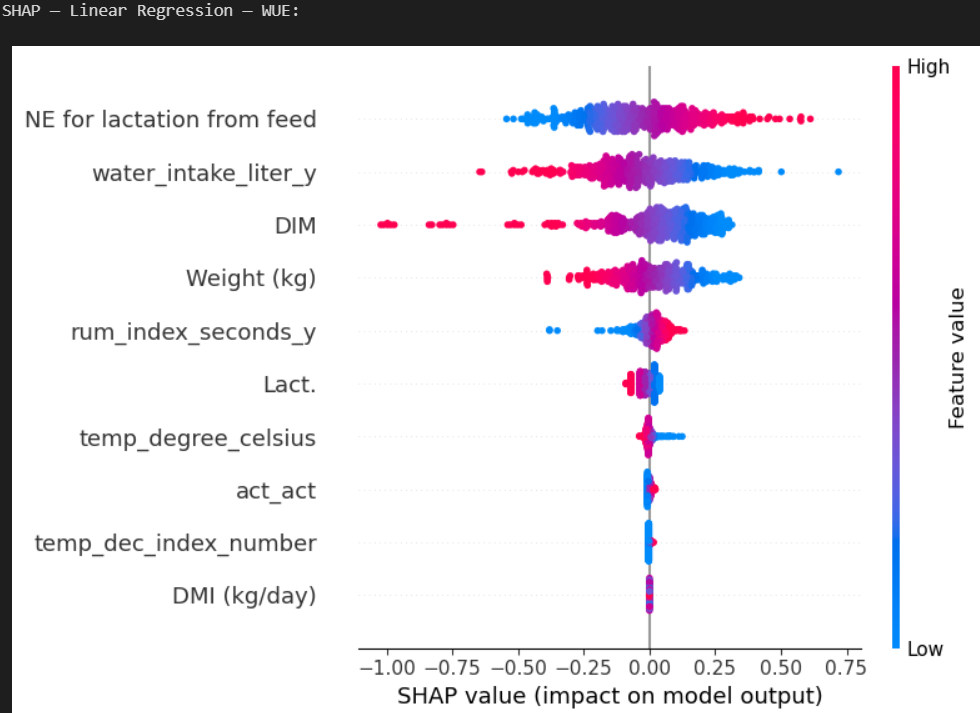 SHAP — Linear Regression — WUE:
High
NE for lactation from feed
water_intake_liter_y
DIM
Weight (kg)
rum_index_seconds_y
Lact.
temp_degree_celsius
act_act
temp_dec_index_number
DMI (kg/day)
Feature value
Low
−1.00 −0.75 −0.50 −0.25 0.00 0.25 0.50 0.75
SHAP value (impact on model output)